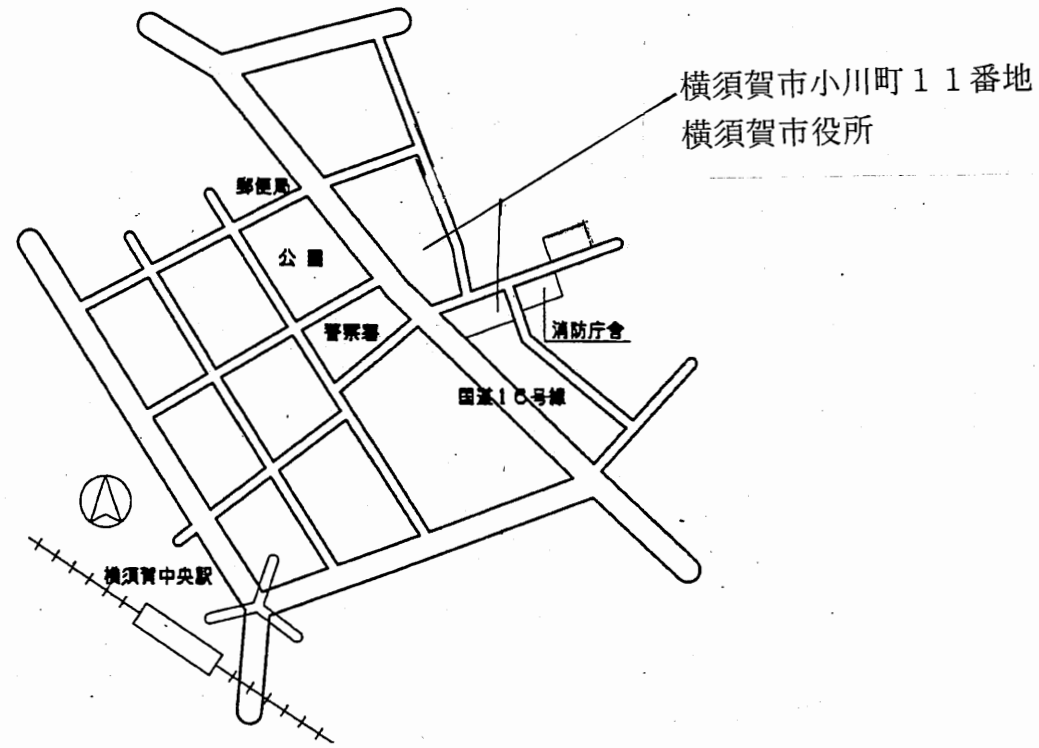 横須賀市小川町11番地
横須賀市役所
郵便局
公園
警察署
消防庁舎
国道16号線
横須賀中央駅